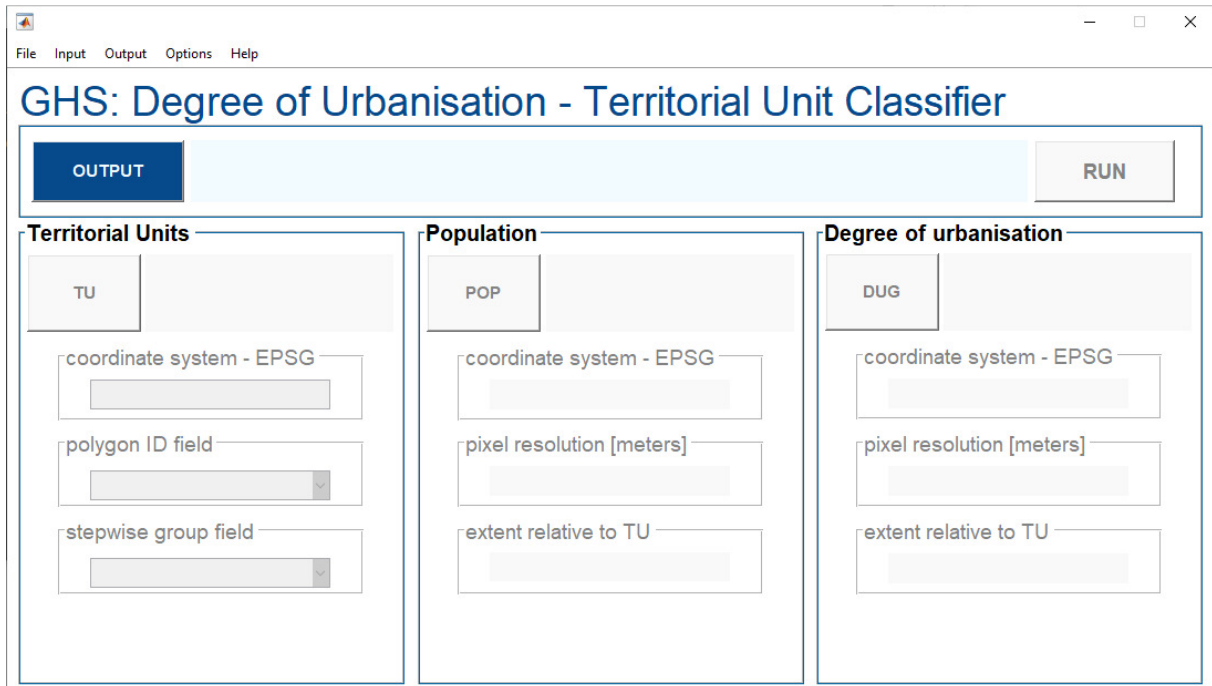 File Input Output Options Help
GHS: Degree of Urbanisation - Territorial Unit Classifier
OUTPUT
RUN
Territorial Units
TU
coordinate system - EPSG
polygon ID field
stepwise group field
Population
POP
coordinate system - EPSG
pixel resolution [meters]
extent relative to TU
Degree of urbanisation
DUG
coordinate system - EPSG
pixel resolution [meters]
extent relative to TU